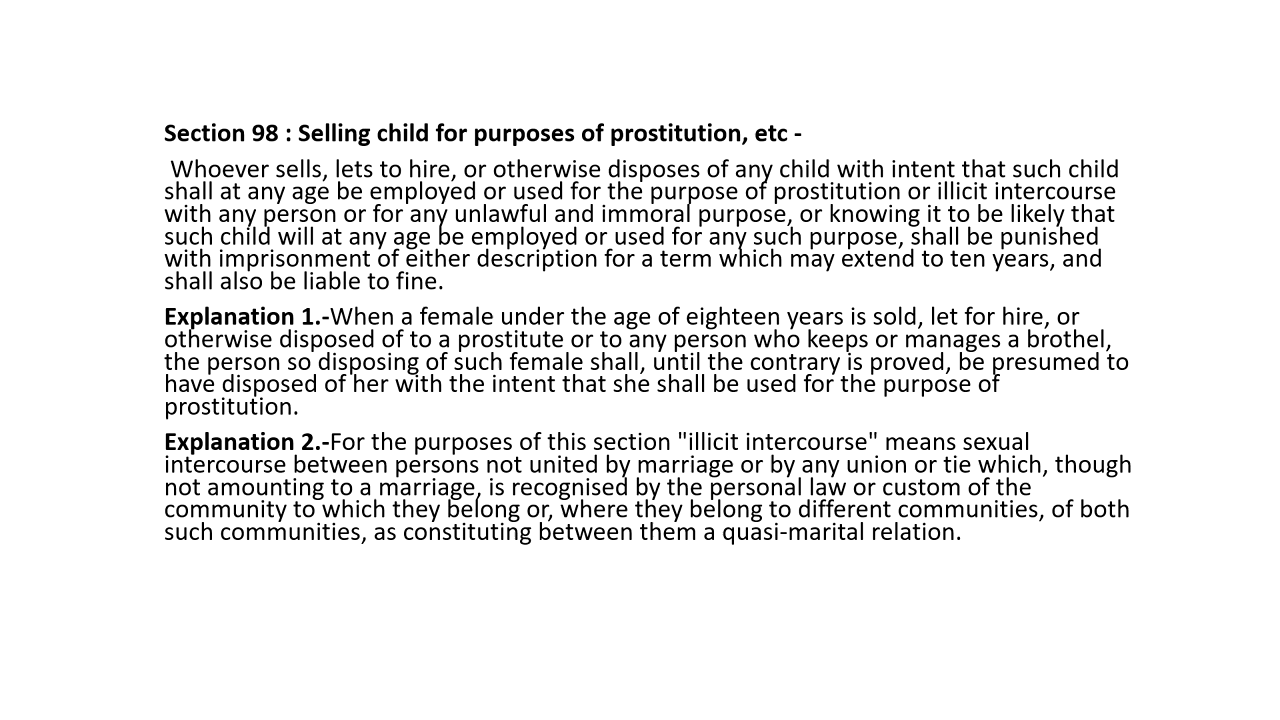 Section 98 : Selling child for purposes of prostitution, etc -
Whoever sells, lets to hire, or otherwise disposes of any child with intent that such child
shall at any age be employed or used for the purpose of prostitution or illicit intercourse
with any person or for any unlawful and immoral purpose, or knowing it to be likely that
such child will at any age be employed or used for any such purpose, shall be punished
with imprisonment of either description for a term which may extend to ten years, and
shall also be liable to fine.
Explanation 1.-When a female under the age of eighteen years is sold, let for hire, or
otherwise disposed of to a prostitute or to any person who keeps or manages a brothel,
the person so disposing of such female shall, until the contrary is proved, be presumed to
have disposed of her with the intent that she shall be used for the purpose of
prostitution.
Explanation 2.-For the purposes of this section "illicit intercourse" means sexual
intercourse between persons not united by marriage or by any union or tie which, though
not amounting to a marriage, is recognised by the personal law or custom of the
community to which they belong or, where they belong to different communities, of both
such communities, as constituting between them a quasi-marital relation.